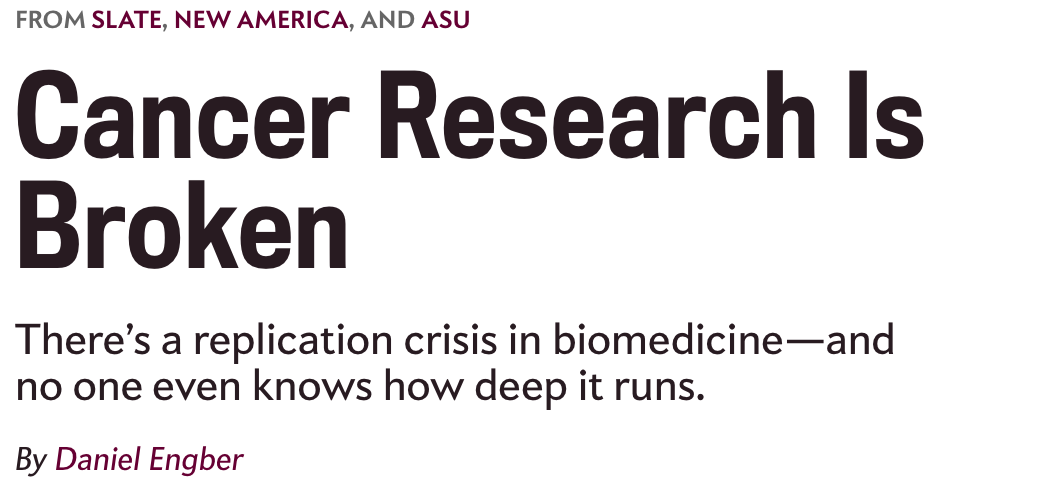 FROM SLATE, NEW AMERICA, AND ASU
Cancer Research Is
Broken
There’s a replication crisis in biomedicine—and
no one even knows how deep it runs.
By Daniel Engber